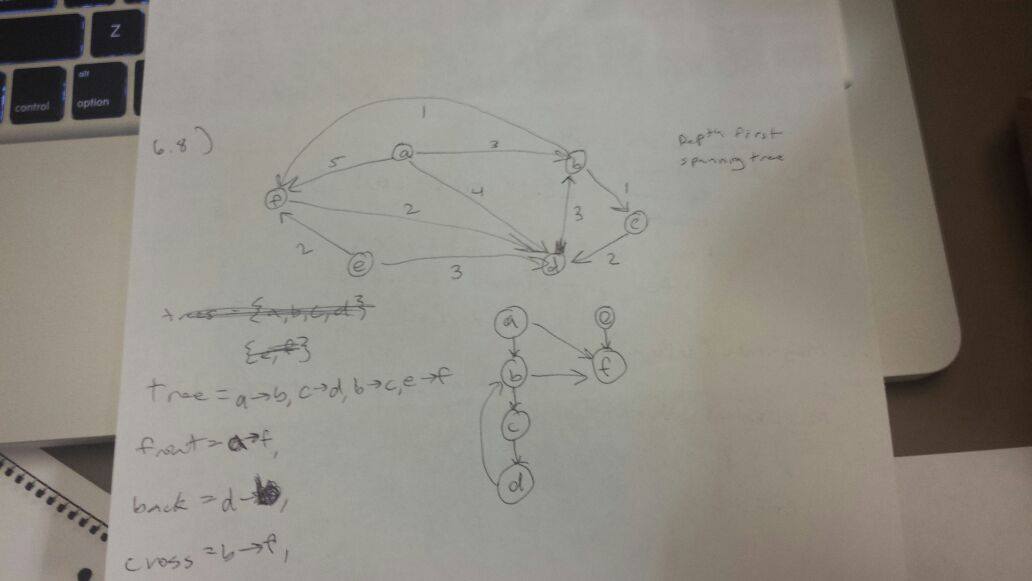 Z
control
alt
option
6.8)
Depth first
spanning tree
1
a
3
b
5
f
4
1
2
3
c
2
e
3
d
2
trees = {a,b,c,d}
{e,f}
tree = a→b, c→d, b→c, e→f
front = a→f,
back = d→b,
cross = b→f,
a
e
b
f
c
d